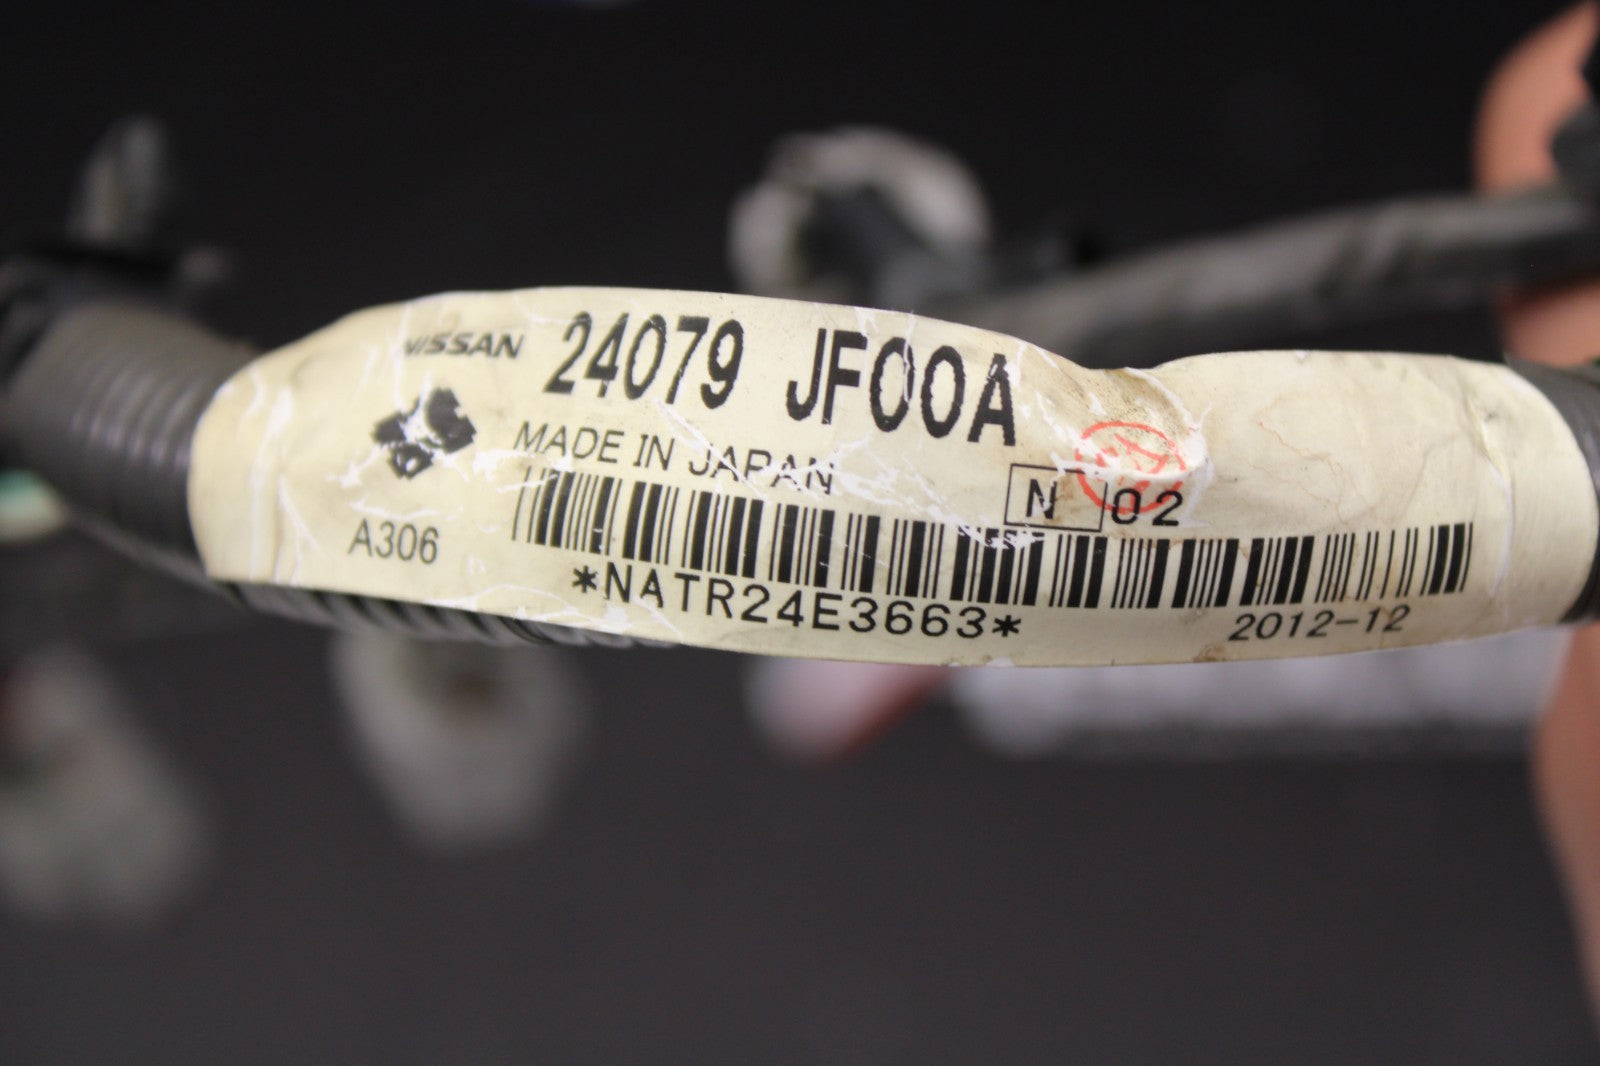 NISSAN 24079 JF00A
MADE IN JAPAN
N 02
A306
*NATR24E3663*
2012-12